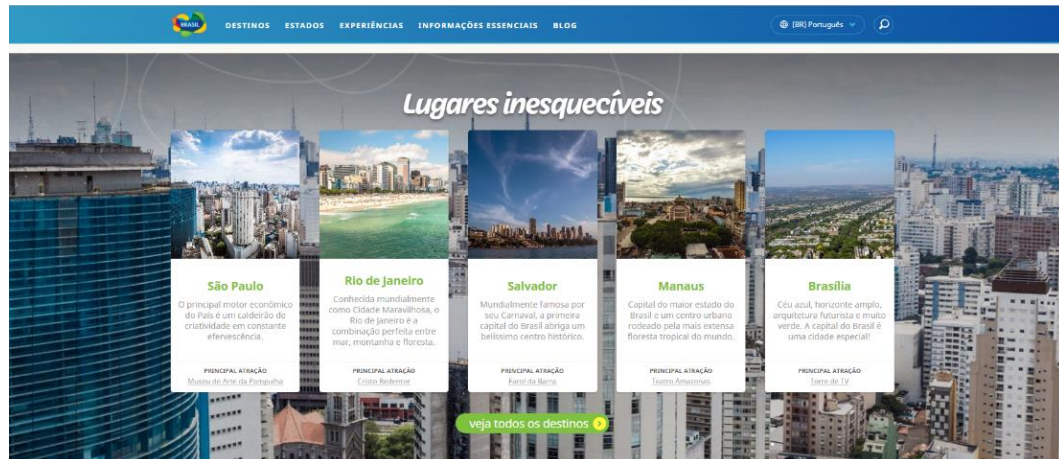 BRASIL
DESTINOS ESTADOS EXPERIÊNCIAS INFORMAÇÕES ESSENCIAIS BLOG
(BR) Português
Lugares inesquecíveis
São Paulo
O principal motor econômico
do País é um caldeirão de
criatividade em constante
efervescência.
PRINCIPAL ATRAÇÃO
Museu de Arte da Pampulha
Rio de Janeiro
Conhecida mundialmente
como Cidade Maravilhosa, o
Rio de Janeiro é a
combinação perfeita entre
mar, montanha e floresta.
PRINCIPAL ATRAÇÃO
Cristo Redentor
Salvador
Mundialmente famosa por
seu Carnaval, a primeira
capital do Brasil abriga um
belíssimo centro histórico.
PRINCIPAL ATRAÇÃO
Farol da Barra
Manaus
Capital do maior estado do
Brasil e um centro urbano
rodeado pela mais extensa
floresta tropical do mundo.
PRINCIPAL ATRAÇÃO
Teatro Amazonas
Brasília
Céu azul, horizonte amplo,
arquitetura futurista e muito
verde. A capital do Brasil é
uma cidade especial!
PRINCIPAL ATRAÇÃO
Torre de TV
veja todos os destinos